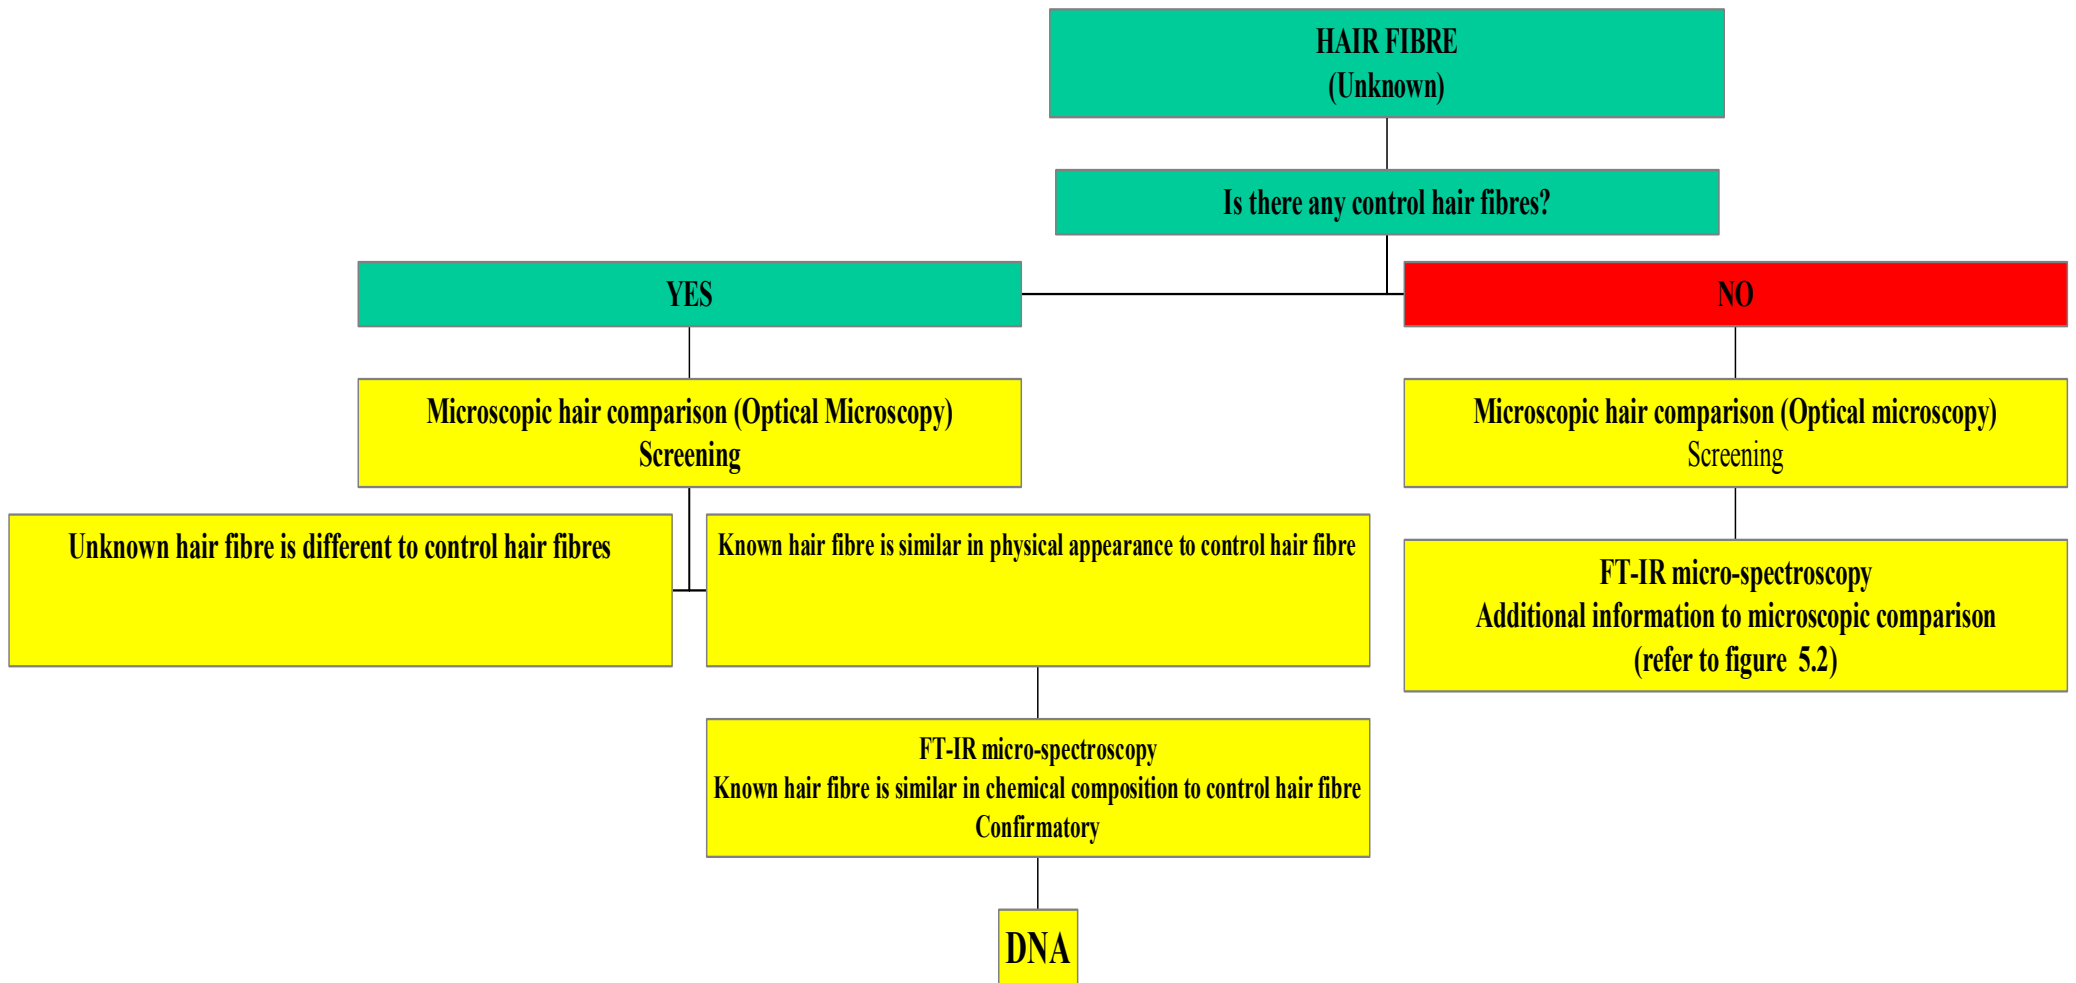 HAIR FIBRE
(Unknown)
Is there any control hair fibres?
YES
NO
Microscopic hair comparison (Optical Microscopy)
Screening
Microscopic hair comparison (Optical microscopy)
Screening
Unknown hair fibre is different to control hair fibres
Known hair fibre is similar in physical appearance to control hair fibre
FT-IR micro-spectroscopy
Additional information to microscopic comparison
(refer to figure 5.2)
FT-IR micro-spectroscopy
Known hair fibre is similar in chemical composition to control hair fibre
Confirmatory
DNA